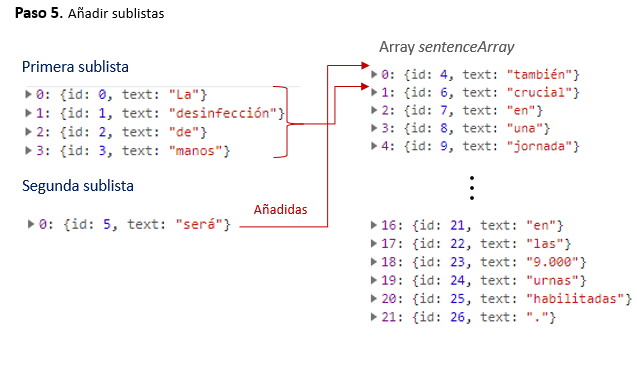 Paso 5. Añadir sublistas
Array sentenceArray
Primera sublista
0: {id: 0, text: "La"}
1: {id: 1, text: "desinfección"}
2: {id: 2, text: "de"}
3: {id: 3, text: "manos"}
Segunda sublista
0: {id: 5, text: "será"}
Añadidas
0: {id: 4, text: "también"}
1: {id: 6, text: "crucial"}
2: {id: 7, text: "en"}
3: {id: 8, text: "una"}
4: {id: 9, text: "jornada"}
16: {id: 21, text: "en"}
17: {id: 22, text: "las"}
18: {id: 23, text: "9.000"}
19: {id: 24, text: "urnas"}
20: {id: 25, text: "habilitadas"}
21: {id: 26, text: "."}